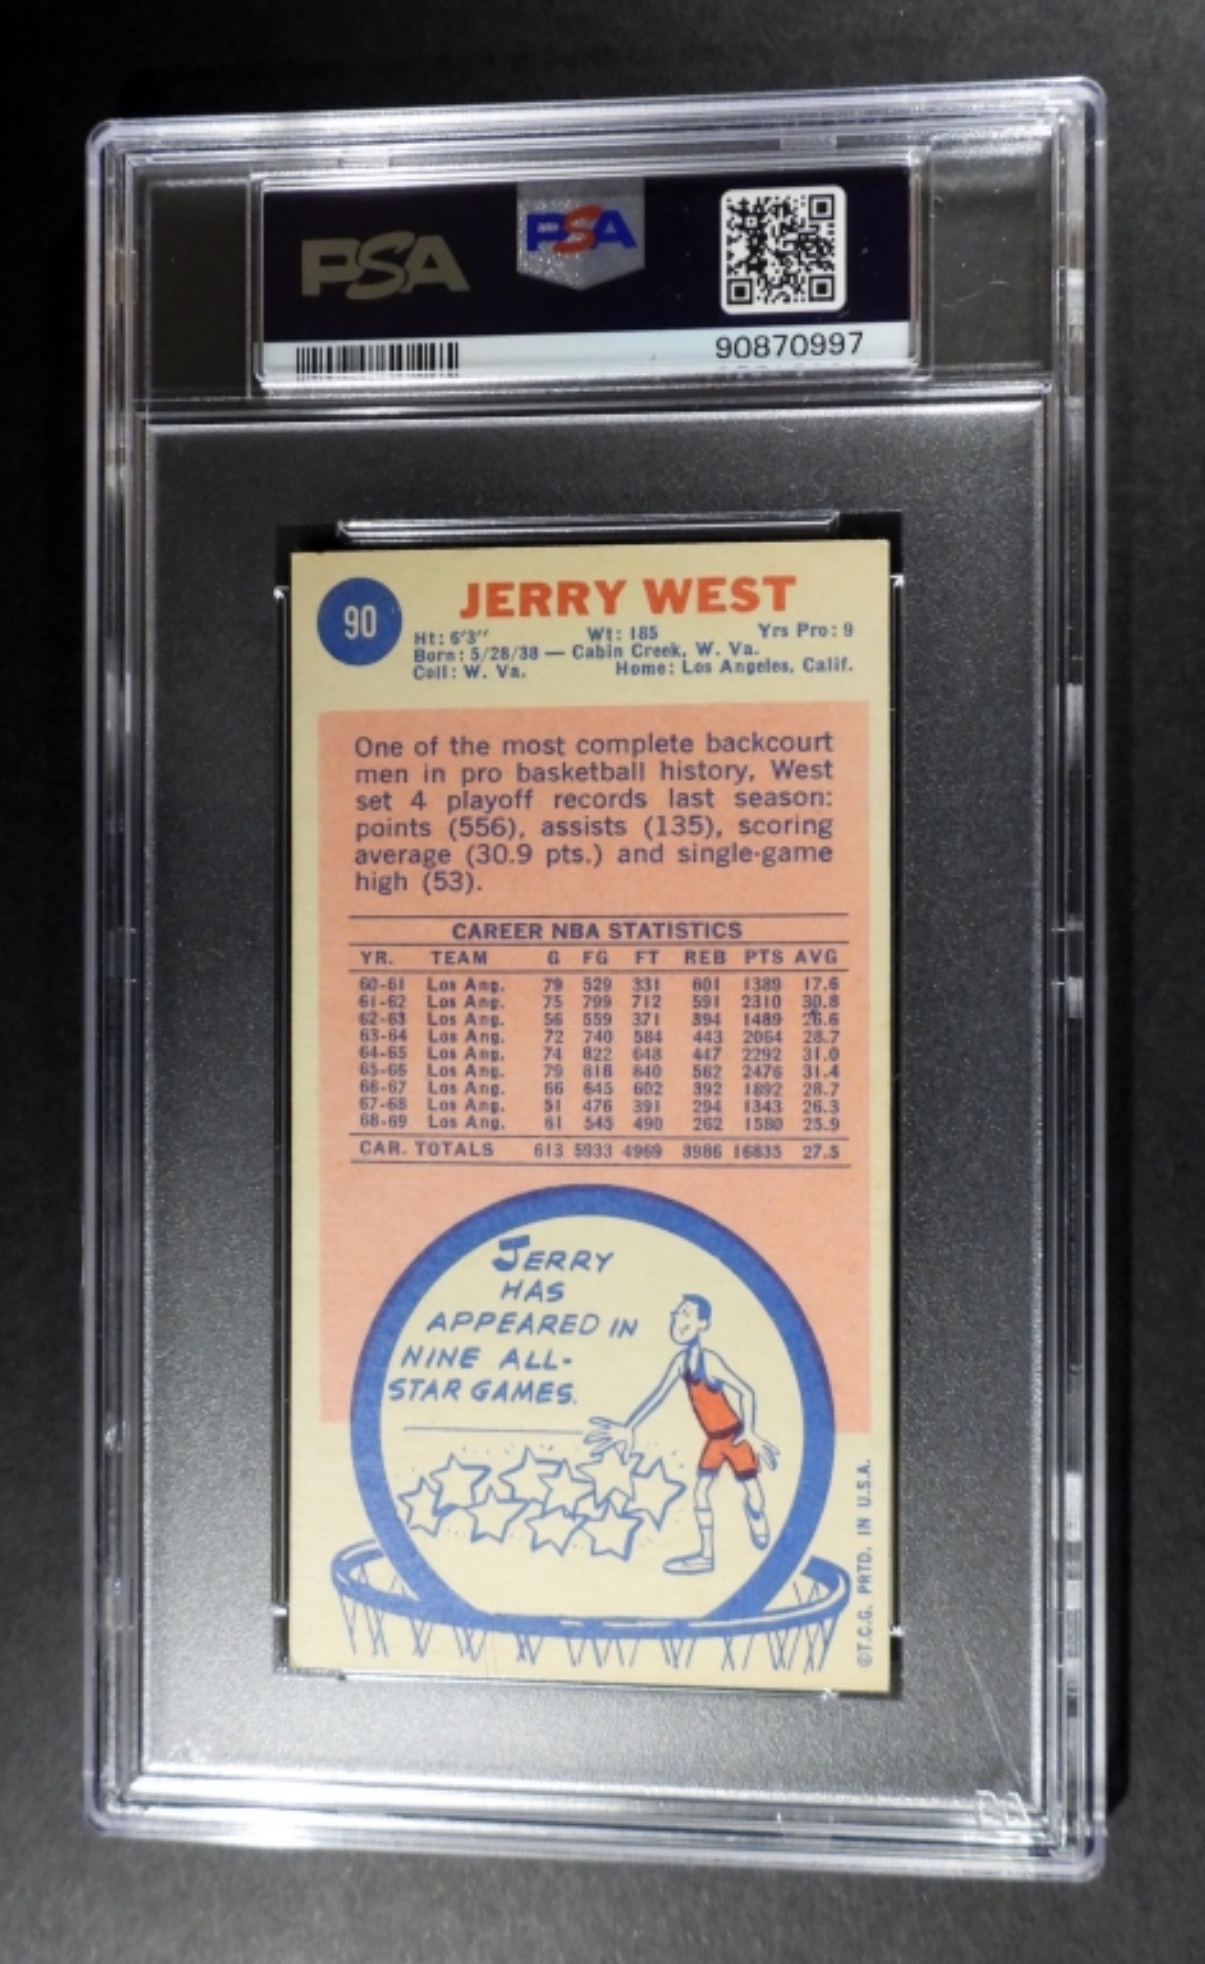 PSA
PSA
90870997
90
JERRY WEST
Ht: 6'3" Wt: 185 Yrs Pro: 9
Born: 5/28/38 — Cabin Creek, W. Va.
Coll: W. Va. Home: Los Angeles, Calif.
One of the most complete backcourt
men in pro basketball history, West
set 4 playoff records last season:
points (556), assists (135), scoring
average (30.9 pts.) and single-game
high (53).
CAREER NBA STATISTICS
YR. TEAM G FG FT REB PTS AVG
60-61 Los Ang. 79 529 331 601 1389 17.6
61-62 Los Ang. 75 799 712 591 2310 30.8
62-63 Los Ang. 56 559 371 394 1489 26.6
63-64 Los Ang. 72 740 584 443 2064 28.7
64-65 Los Ang. 74 822 648 447 2292 31.0
65-66 Los Ang. 79 818 840 562 2476 31.4
66-67 Los Ang. 66 645 602 392 1892 28.7
67-68 Los Ang. 51 476 391 294 1343 26.3
68-69 Los Ang. 61 545 490 262 1580 25.9
CAR. TOTALS 613 5933 4969 3986 16835 27.5
JERRY
HAS
APPEARED IN
NINE ALL-
STAR GAMES.
©T.C.G. PRTD. IN U.S.A.